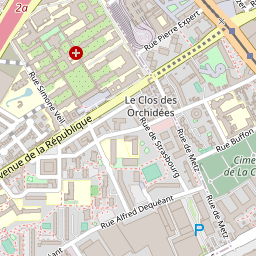 2a
Rue Pierre Expert
Rue Simone Veil
Le Clos des
Orchidées
venue de la République
Rue de Strasbourg
Rue de Metz
Rue Buffon
Cime
de La C
Rue Alfred Dequéant
P
Rue de Metz